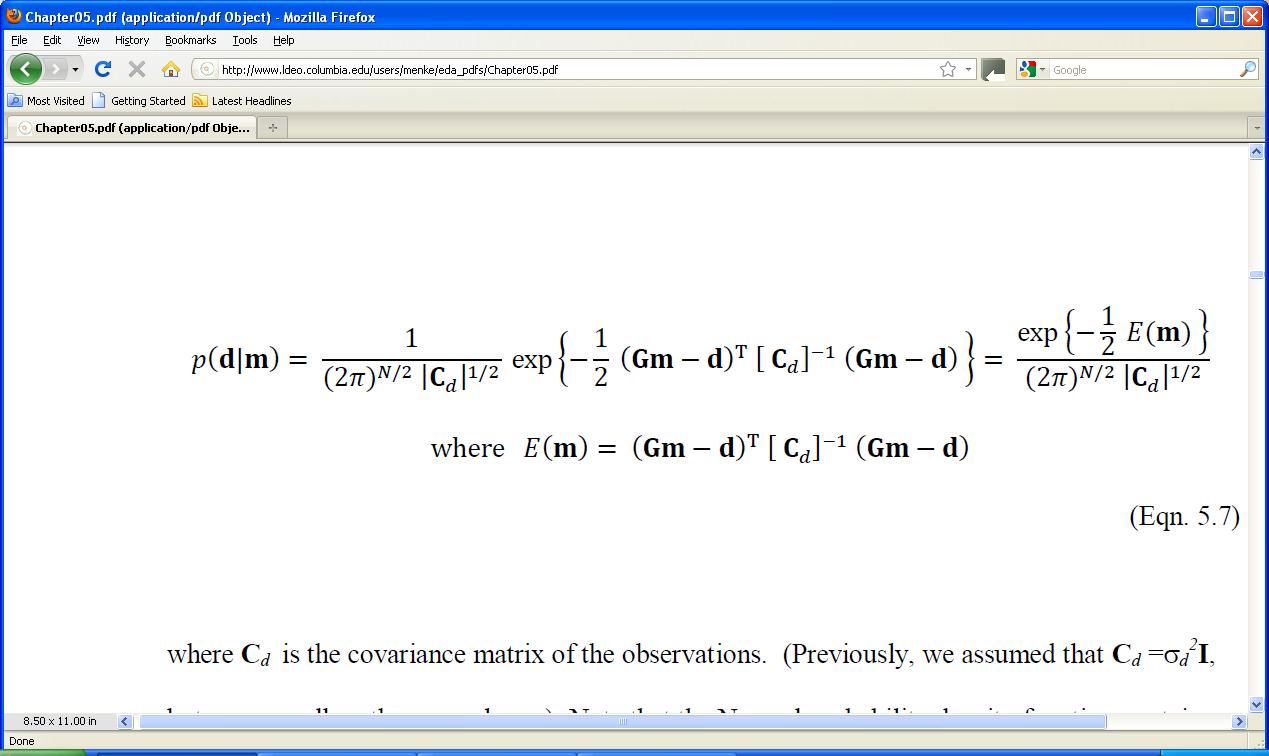 Chapter05.pdf (application/pdf Object) - Mozilla Firefox
File Edit View History Bookmarks Tools Help
http://www.ldeo.columbia.edu/users/menke/eda_pdfs/Chapter05.pdf
Google
Most Visited Getting Started Latest Headlines
Chapter05.pdf (application/pdf Obje...
p(d|m) = 1 / ((2π)^{N/2} |C_d|^{1/2}) exp{−1/2 (Gm − d)^T [ C_d]^{−1} (Gm − d) } = exp{−1/2 E(m) } / ((2π)^{N/2} |C_d|^{1/2})
where E(m) = (Gm − d)^T [ C_d]^{−1} (Gm − d)
(Eqn. 5.7)
where C_d is the covariance matrix of the observations. (Previously, we assumed that C_d =σ_d^2I,
8.50 x 11.00 in
Done